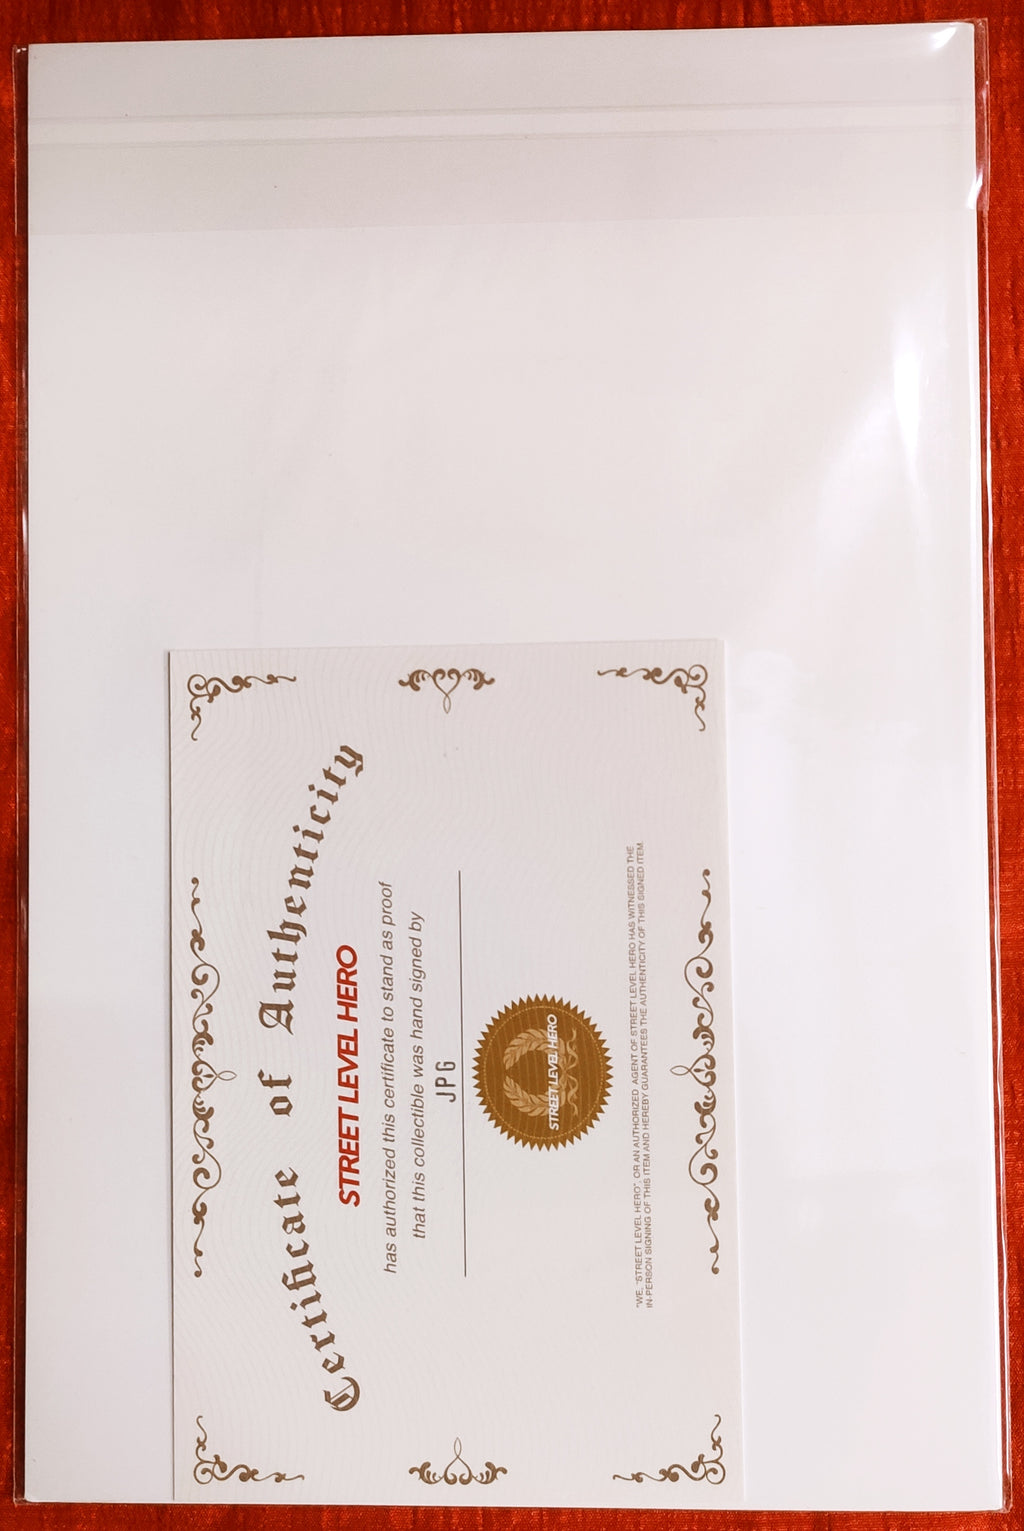 Certificate of Authenticity
STREET LEVEL HERO
has authorized this certificate to stand as proof
that this collectible was hand signed by
JPG
STREET LEVEL HERO
"WE, "STREET LEVEL HERO", OR AN AUTHORIZED AGENT OF STREET LEVEL HERO HAS WITNESSED THE
IN-PERSON SIGNING OF THIS ITEM AND HEREBY GUARANTEES THE AUTHENTICITY OF THIS SIGNED ITEM.